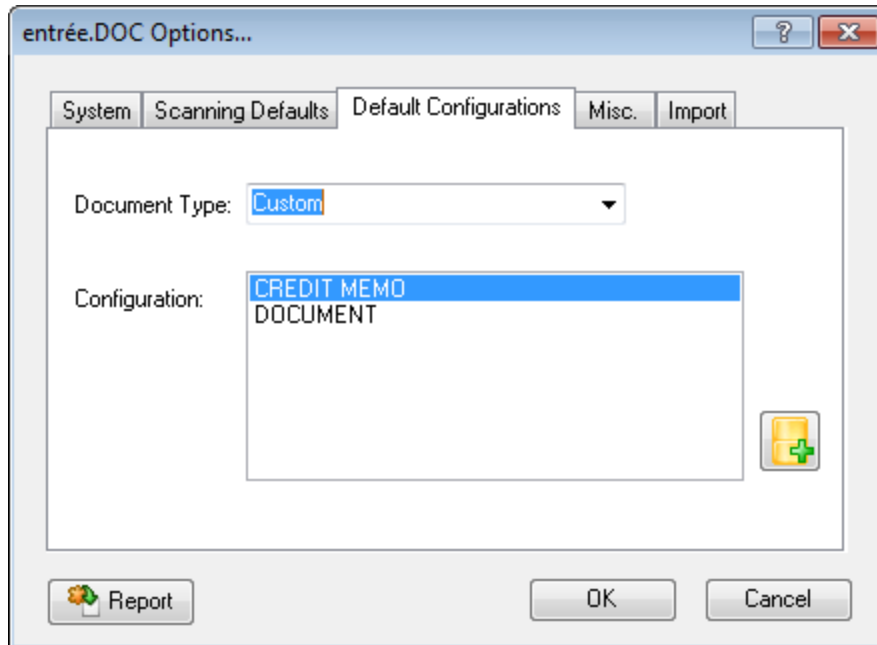 entrée.DOC Options...
System Scanning Defaults Default Configurations Misc. Import
Document Type: Custom
Configuration: CREDIT MEMO
DOCUMENT
Report OK Cancel